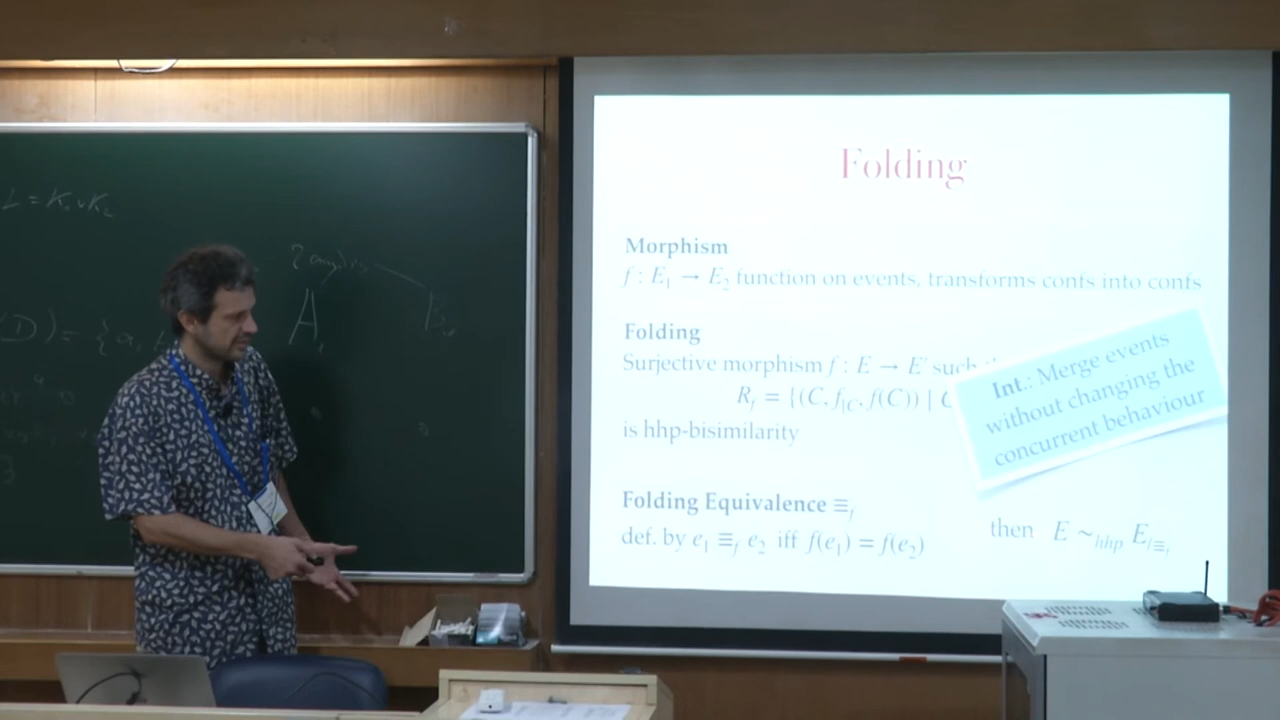 L = K₁ ∪ K₂
A
Folding
Morphism
f : E₁ → E₂ function on events, transforms confs into confs
Folding
Surjective morphism f : E → E' such
R_f = {(C, f_|C, f(C)) | C
is hhp-bisimilarity
Int.: Merge events
without changing the
concurrent behaviour
Folding Equivalence ≡_f
def. by e₁ ≡_f e₂ iff f(e₁) = f(e₂)
then E ~_hhp E_/≡_f